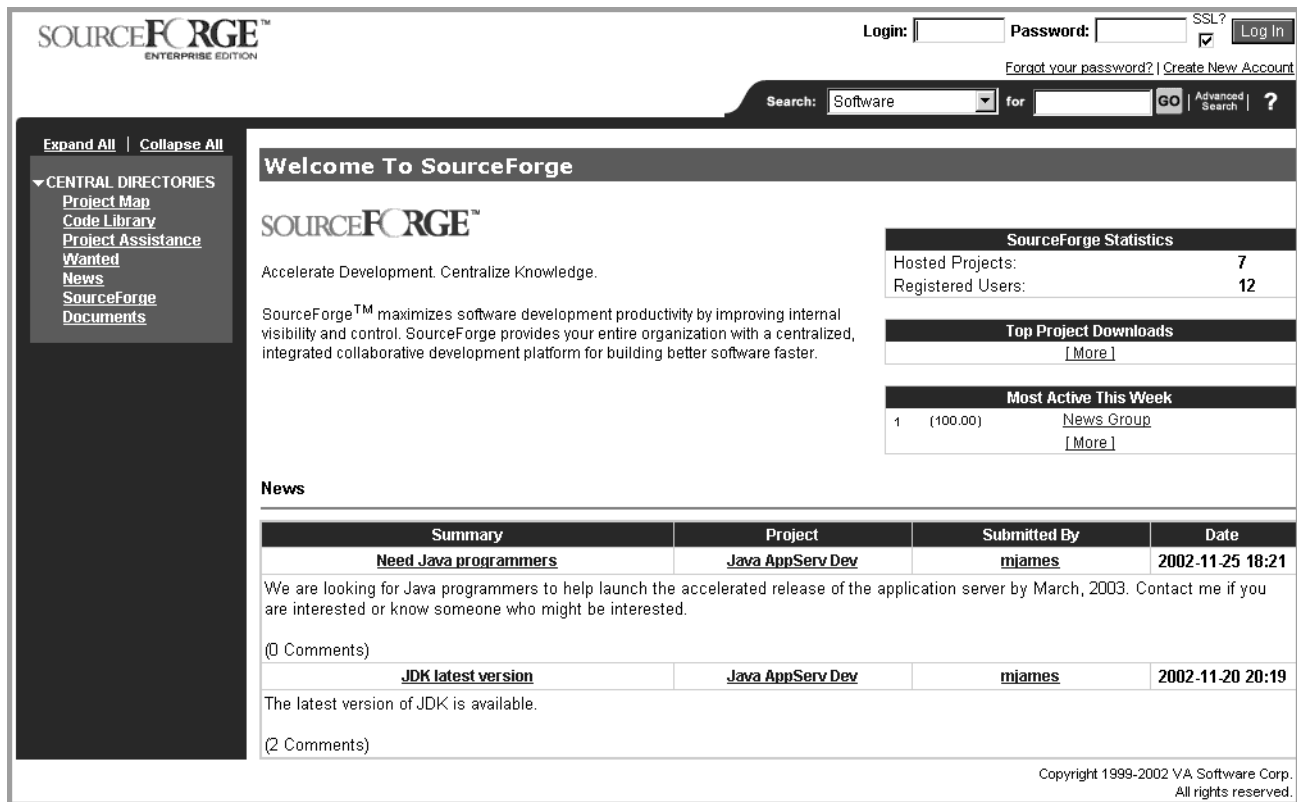 SOURCEFORGE™
ENTERPRISE EDITION
Login: Password: SSL? Log In
Forgot your password? | Create New Account
Search: Software for GO | Advanced Search | ?
Expand All | Collapse All
CENTRAL DIRECTORIES
Project Map
Code Library
Project Assistance
Wanted
News
SourceForge
Documents
Welcome To SourceForge
SOURCEFORGE™
Accelerate Development. Centralize Knowledge.
SourceForge™ maximizes software development productivity by improving internal
visibility and control. SourceForge provides your entire organization with a centralized,
integrated collaborative development platform for building better software faster.
SourceForge Statistics
Hosted Projects: 7
Registered Users: 12
Top Project Downloads
[ More ]
Most Active This Week
1 (100.00) News Group
[ More ]
News
Summary Project Submitted By Date
Need Java programmers Java AppServ Dev mjames 2002-11-25 18:21
We are looking for Java programmers to help launch the accelerated release of the application server by March, 2003. Contact me if you
are interested or know someone who might be interested.
(0 Comments)
JDK latest version Java AppServ Dev mjames 2002-11-20 20:19
The latest version of JDK is available.
(2 Comments)
Copyright 1999-2002 VA Software Corp.
All rights reserved.